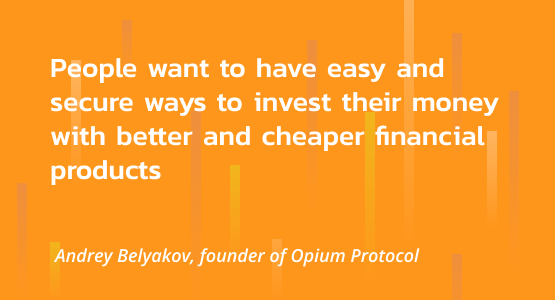 People want to have easy and
secure ways to invest their money
with better and cheaper financial
products
Andrey Belyakov, founder of Opium Protocol